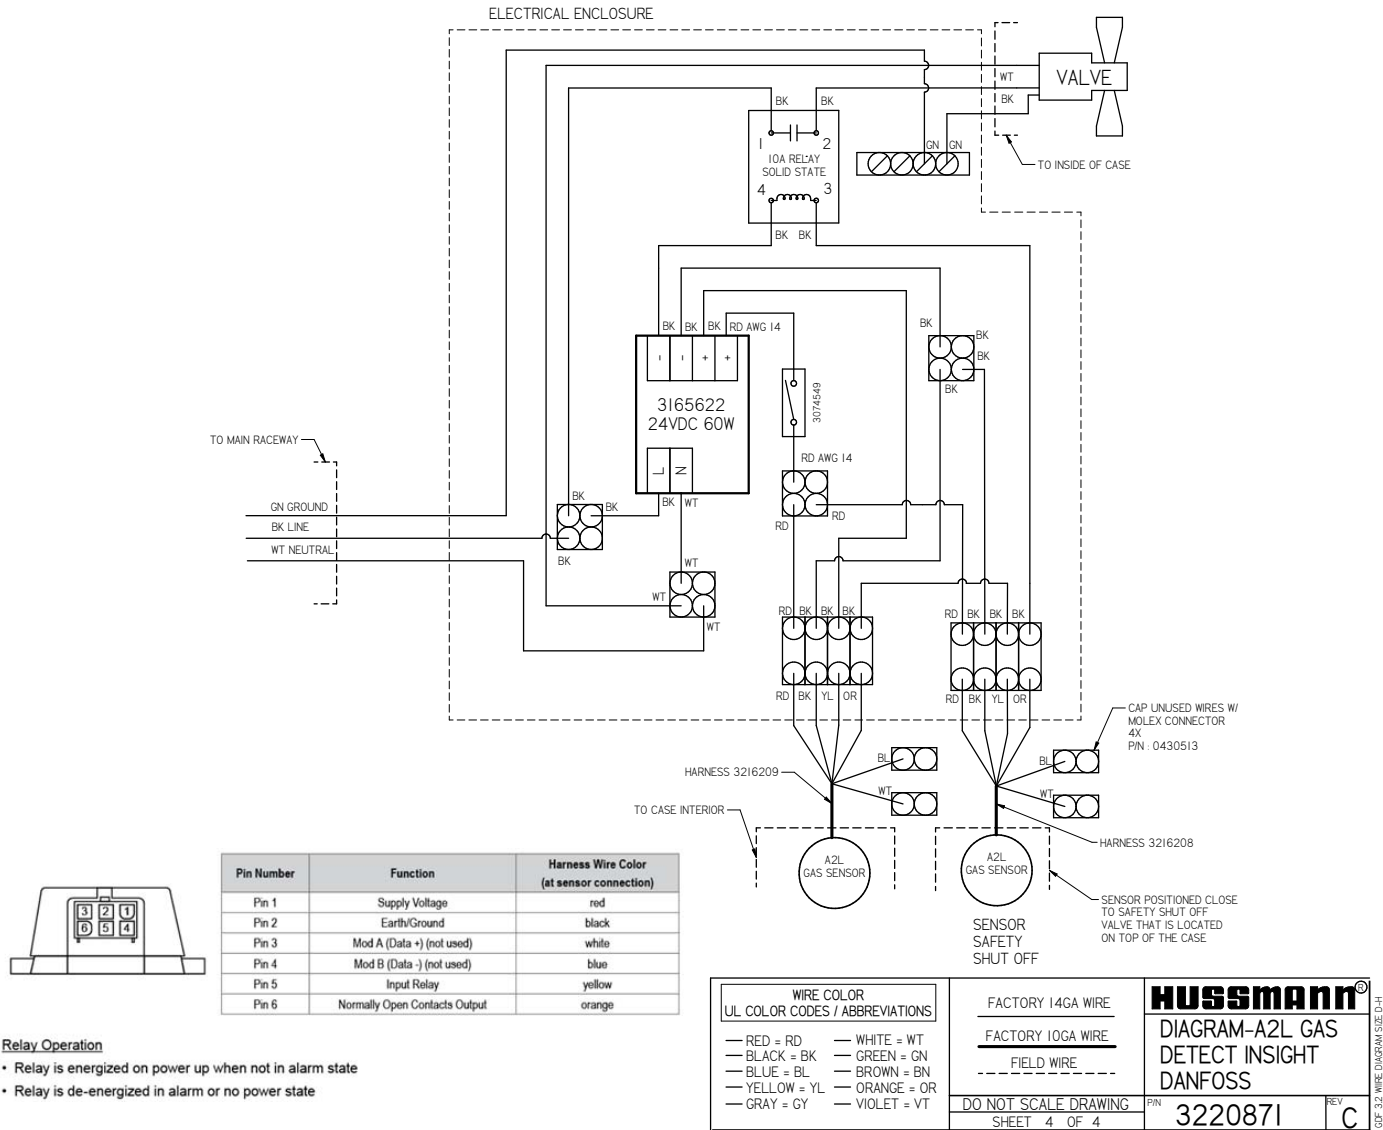 ELECTRICAL ENCLOSURE
WT
VALVE
BK
BK
BK
1
2
10A RELAY
SOLID STATE
4
3
GN
GN
TO INSIDE OF CASE
BK
BK
BK
BK
BK
RD AWG 14
-
-
+
+
3165622
24VDC 60W
L
N
3074549
BK
BK
BK
BK
TO MAIN RACEWAY
RD AWG 14
GN GROUND
BK LINE
WT NEUTRAL
BK
BK
BK
BK
WT
WT
WT
WT
RD
RD
RD
BK
BK
BK
RD
BK
BK
BK
RD
BK
YL
OR
RD
BK
YL
OR
CAP UNUSED WIRES W/
MOLEX CONNECTOR
4X
P/N : 0430513
BL
WT
BL
WT
HARNESS 3216209
TO CASE INTERIOR
HARNESS 3216208
A2L
GAS SENSOR
A2L
GAS SENSOR
SENSOR POSITIONED CLOSE
TO SAFETY SHUT OFF
VALVE THAT IS LOCATED
ON TOP OF THE CASE
SENSOR
SAFETY
SHUT OFF
3 2 1
6 5 4
Pin Number Function Harness Wire Color
(at sensor connection)
Pin 1 Supply Voltage red
Pin 2 Earth/Ground black
Pin 3 Mod A (Data +) (not used) white
Pin 4 Mod B (Data -) (not used) blue
Pin 5 Input Relay yellow
Pin 6 Normally Open Contacts Output orange
Relay Operation
• Relay is energized on power up when not in alarm state
• Relay is de-energized in alarm or no power state
WIRE COLOR
UL COLOR CODES / ABBREVIATIONS
RED = RD
BLACK = BK
BLUE = BL
YELLOW = YL
GRAY = GY
WHITE = WT
GREEN = GN
BROWN = BN
ORANGE = OR
VIOLET = VT
FACTORY 14GA WIRE
FACTORY 10GA WIRE
FIELD WIRE
DO NOT SCALE DRAWING
SHEET 4 OF 4
HUSSMANN®
DIAGRAM-A2L GAS
DETECT INSIGHT
DANFOSS
P/N
3220871
REV
C
GDF 3.2 WIRE DIAGRAM SIZE D-H